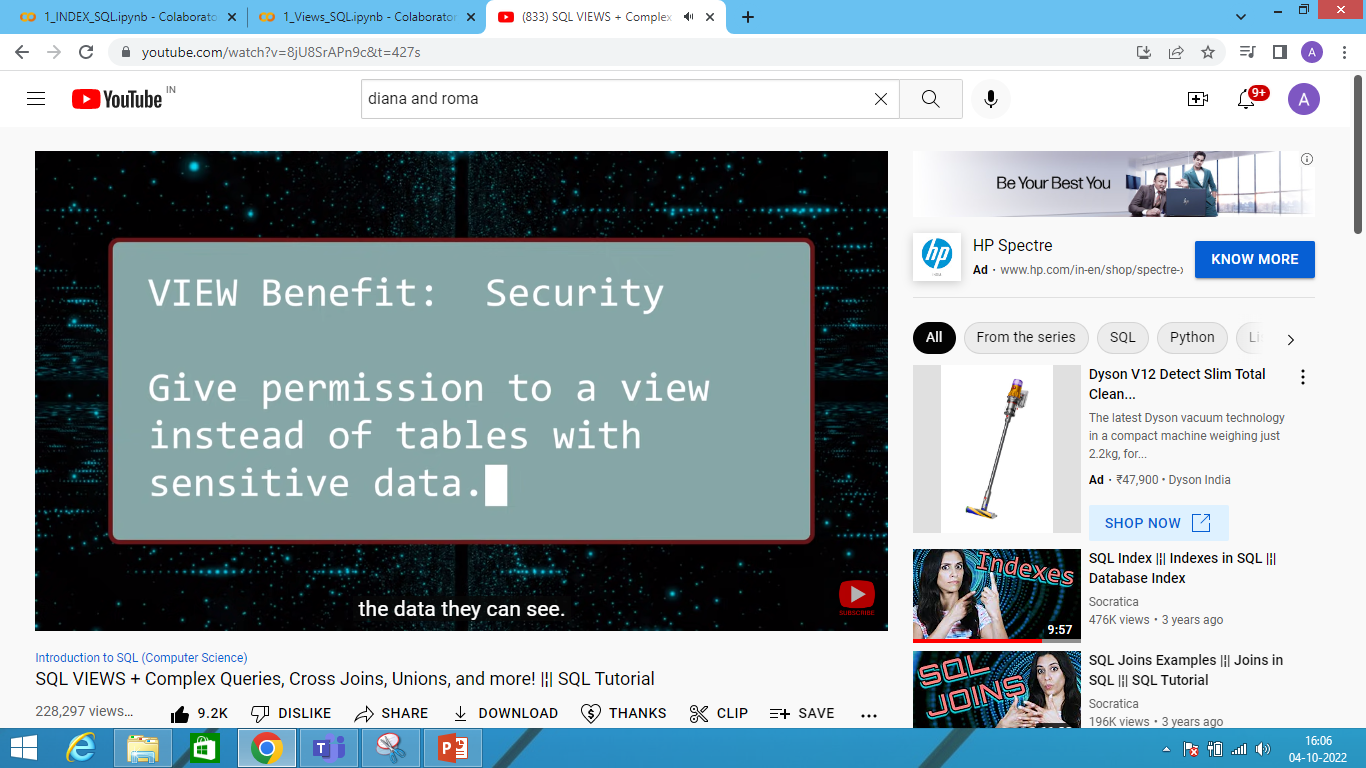 1_INDEX_SQL.ipynb - Colaborato
1_Views_SQL.ipynb - Colaborator
(833) SQL VIEWS + Complex
youtube.com/watch?v=8jU8SrAPn9c&t=427s
A
YouTube IN
diana and roma
9+
A
VIEW Benefit: Security
Give permission to a view
instead of tables with
sensitive data.
the data they can see.
SUBSCRIBE
Introduction to SQL (Computer Science)
SQL VIEWS + Complex Queries, Cross Joins, Unions, and more! |¦| SQL Tutorial
228,297 views...
9.2K
DISLIKE
SHARE
DOWNLOAD
THANKS
CLIP
SAVE
Be Your Best You
hp
HP Spectre
Ad · www.hp.com/in-en/shop/spectre-
KNOW MORE
All
From the series
SQL
Python
Dyson V12 Detect Slim Total
Clean...
The latest Dyson vacuum technology
in a compact machine weighing just
2.2kg, for...
Ad · ₹47,900 • Dyson India
SHOP NOW
Indexes
9:57
SQL Index |¦| Indexes in SQL |¦|
Database Index
Socratica
476K views • 3 years ago
SQL
JOINS
SQL Joins Examples |¦| Joins in
SQL |¦| SQL Tutorial
Socratica
196K views • 3 years ago
16:06
04-10-2022